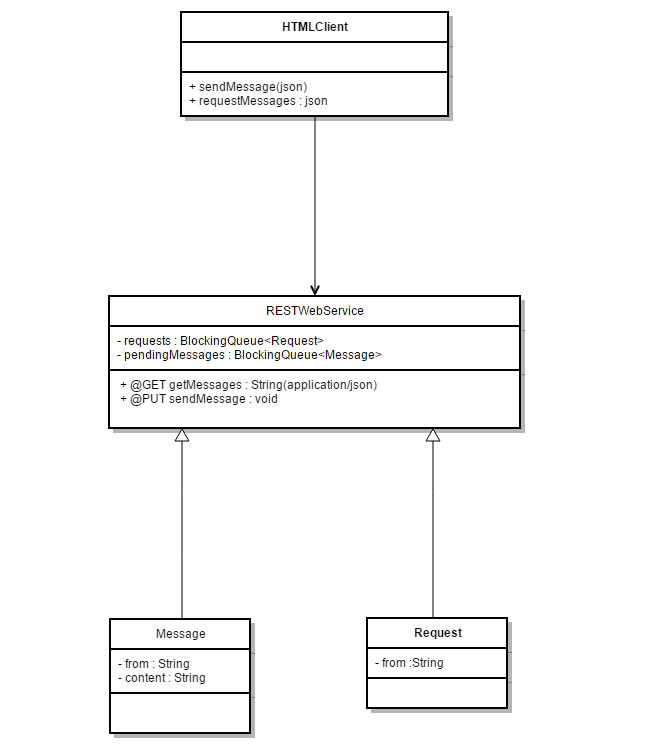 HTMLClient
+ sendMessage(json)
+ requestMessages : json
RESTWebService
- requests : BlockingQueue<Request>
- pendingMessages : BlockingQueue<Message>
+ @GET getMessages : String(application/json)
+ @PUT sendMessage : void
Message
- from : String
- content : String
Request
- from :String